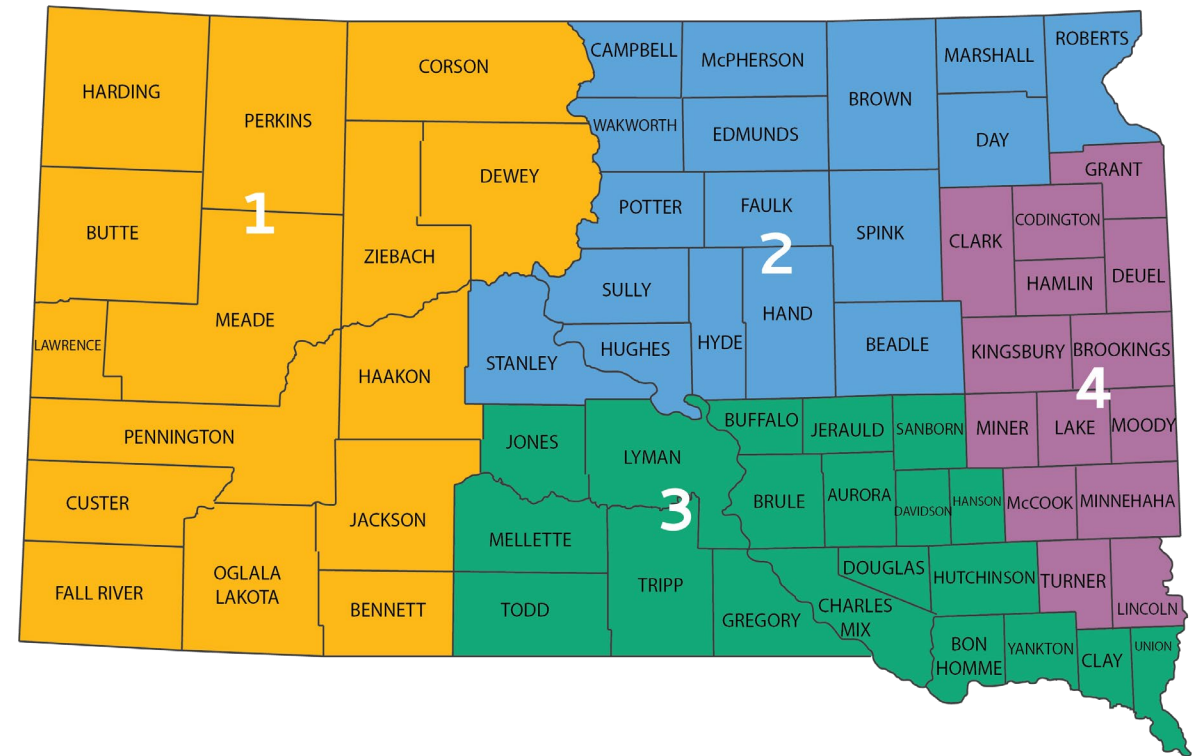 HARDING
PERKINS
CORSON
CAMPBELL
McPHERSON
BROWN
MARSHALL
ROBERTS
WAKWORTH
EDMUNDS
DAY
BUTTE
1
ZIEBACH
DEWEY
POTTER
FAULK
2
SPINK
GRANT
CLARK
CODINGTON
HAMLIN
DEUEL
LAWRENCE
MEADE
HAAKON
STANLEY
SULLY
HUGHES
HYDE
HAND
BEADLE
KINGSBURY
BROOKINGS
4
PENNINGTON
JONES
LYMAN
3
BUFFALO
JERAULD
SANBORN
MINER
LAKE
MOODY
CUSTER
JACKSON
MELLETTE
BRULE
AURORA
DAVIDSON
HANSON
McCOOK
MINNEHAHA
FALL RIVER
OGLALA
LAKOTA
BENNETT
TODD
TRIPP
GREGORY
CHARLES
MIX
DOUGLAS
HUTCHINSON
TURNER
LINCOLN
BON
HOMME
YANKTON
CLAY
UNION